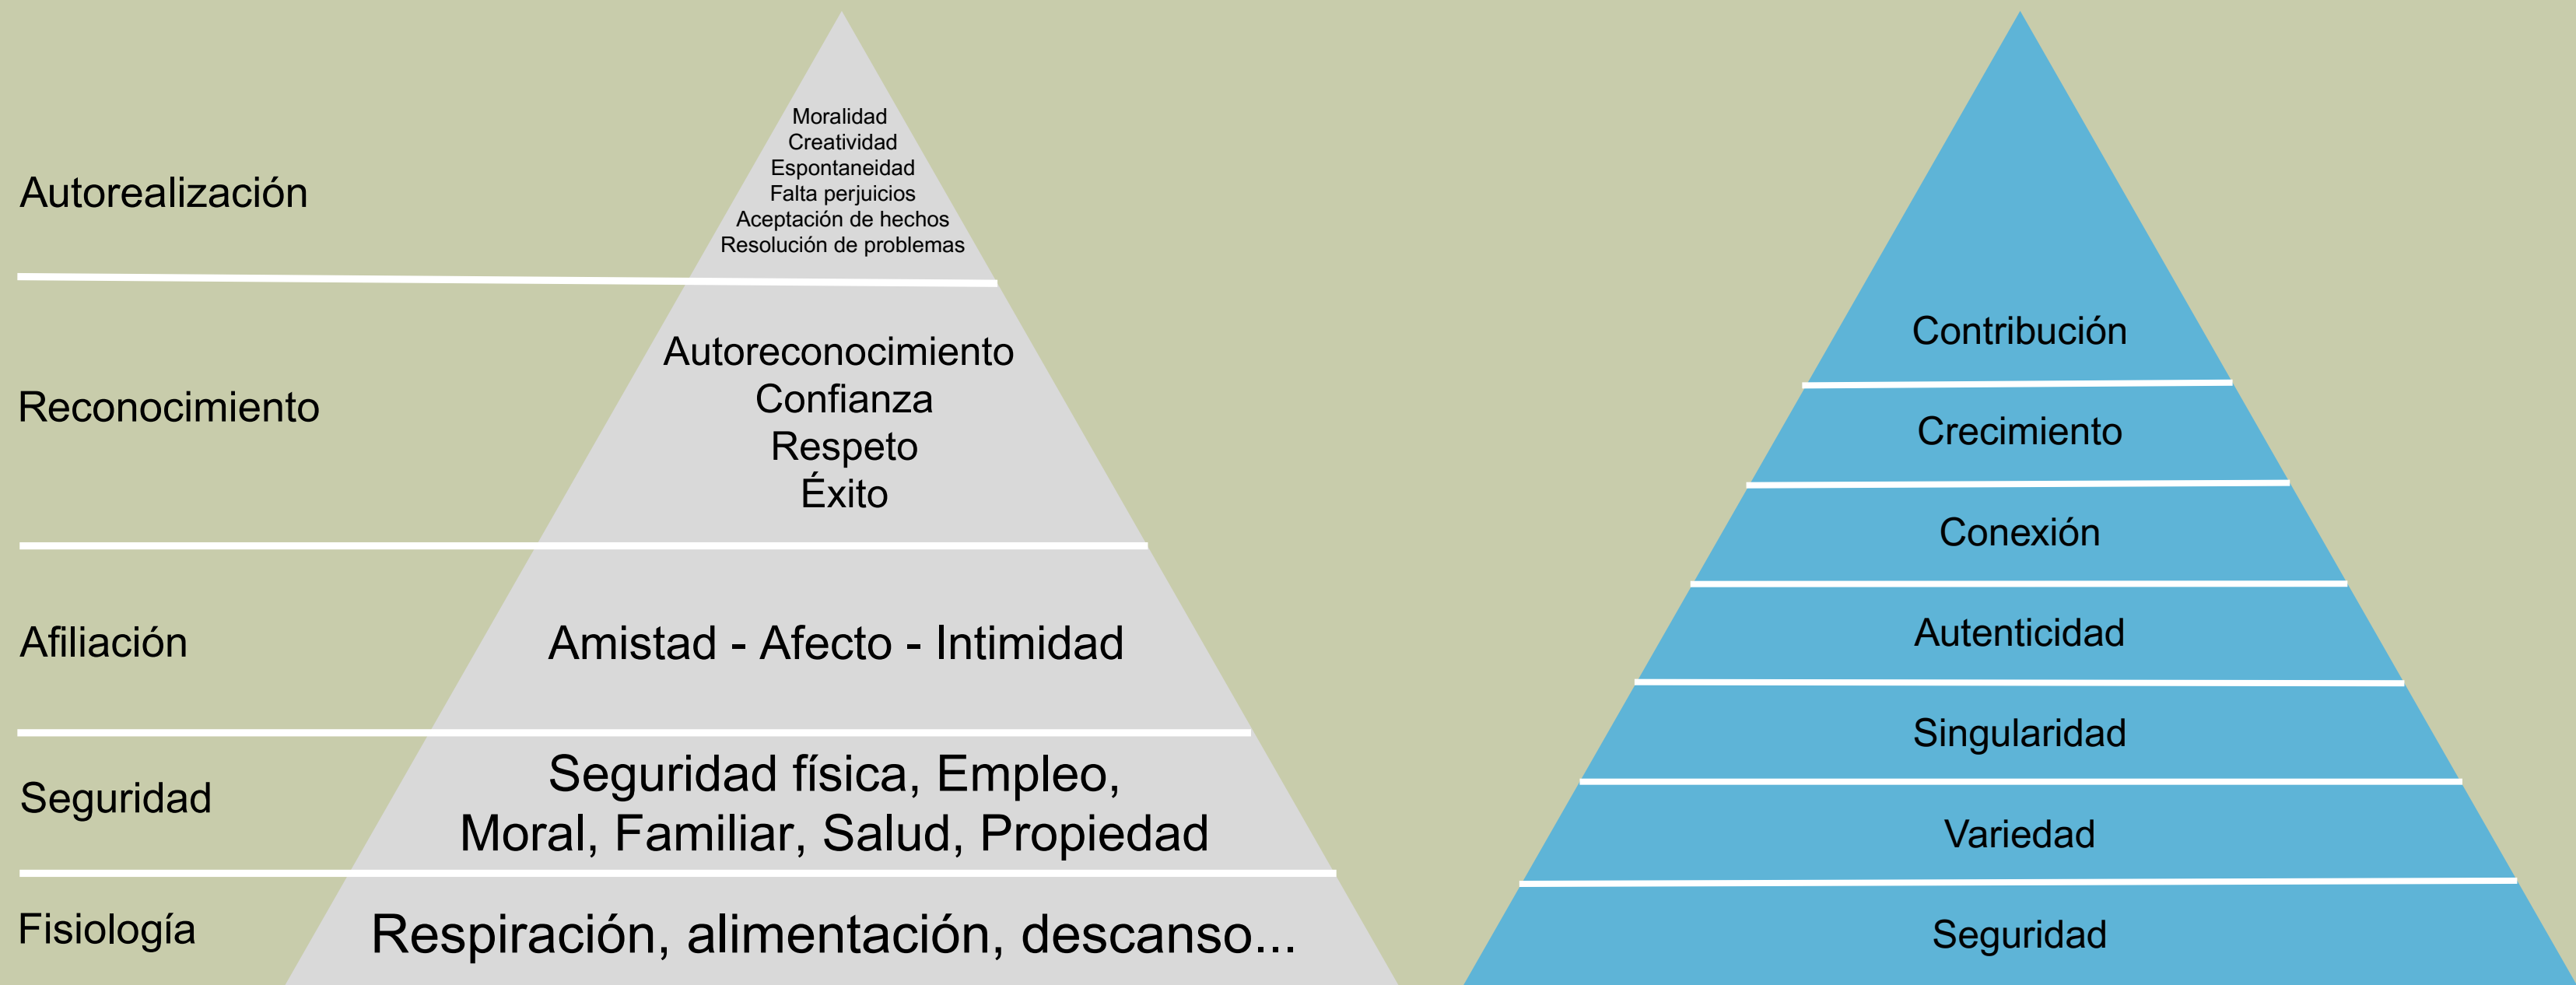 Autorealización
Moralidad
Creatividad
Espontaneidad
Falta perjuicios
Aceptación de hechos
Resolución de problemas
Reconocimiento
Autoreconocimiento
Confianza
Respeto
Éxito
Afiliación
Amistad - Afecto - Intimidad
Seguridad
Seguridad física, Empleo,
Moral, Familiar, Salud, Propiedad
Fisiología
Respiración, alimentación, descanso...
Contribución
Crecimiento
Conexión
Autenticidad
Singularidad
Variedad
Seguridad